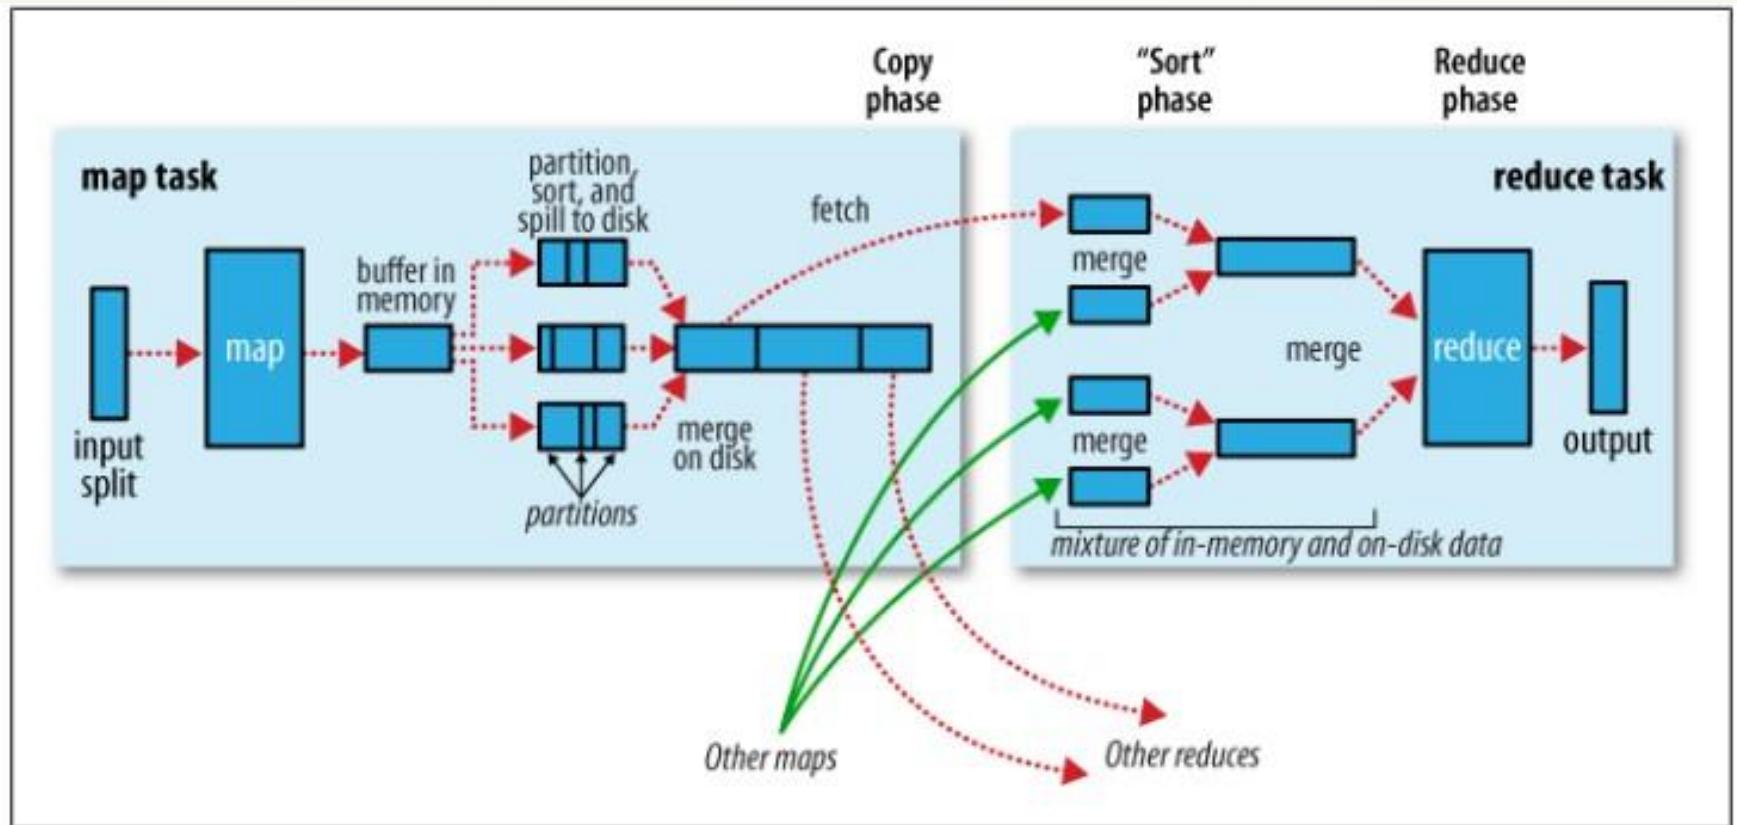 Copy
phase
“Sort”
phase
Reduce
phase
map task
partition,
sort, and
spill to disk
fetch
buffer in
memory
map
input
split
merge
on disk
partitions
reduce task
merge
merge
merge
reduce
output
mixture of in-memory and on-disk data
Other maps
Other reduces